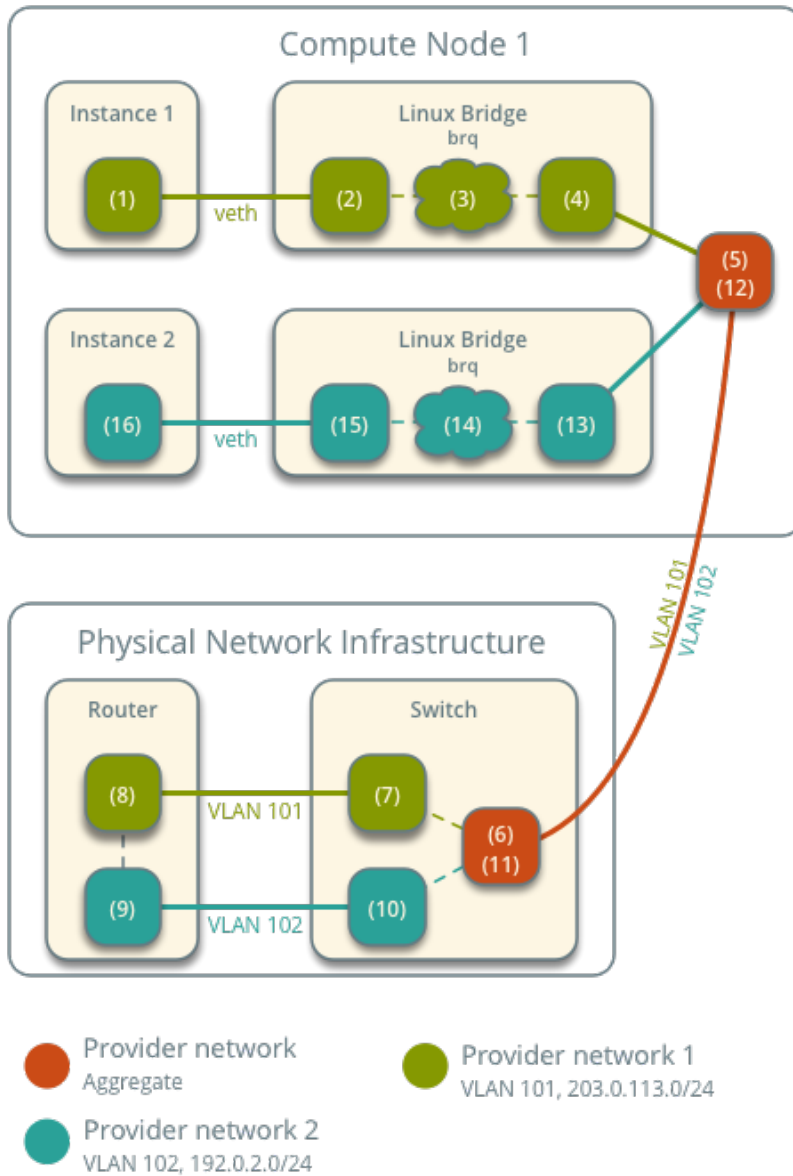 Compute Node 1
Instance 1
Linux Bridge
brq
(1)
veth
(2)
(3)
(4)
(5)
(12)
Instance 2
Linux Bridge
brq
(16)
veth
(15)
(14)
(13)
VLAN 101
VLAN 102
Physical Network Infrastructure
Router
Switch
(8)
VLAN 101
(7)
(6)
(11)
(9)
VLAN 102
(10)
Provider network
Aggregate
Provider network 1
VLAN 101, 203.0.113.0/24
Provider network 2
VLAN 102, 192.0.2.0/24